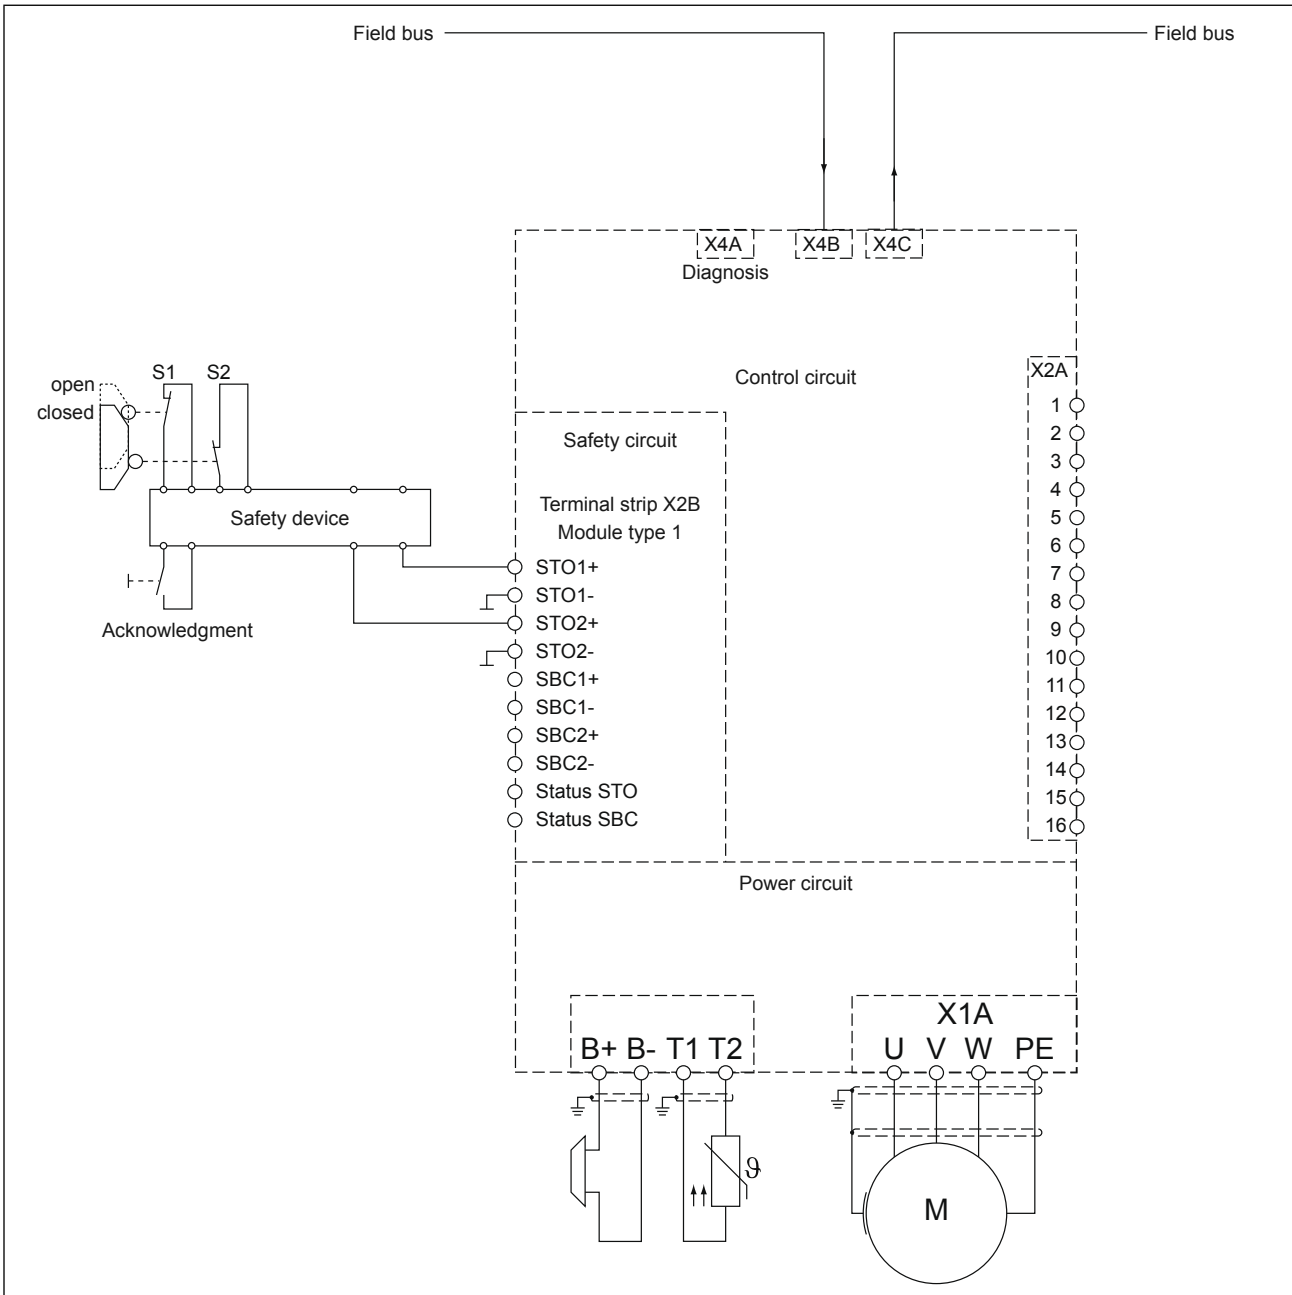 Field bus
Field bus
X4A
X4B
X4C
Diagnosis
S1
S2
open
closed
Control circuit
X2A
1
2
3
4
5
6
7
8
9
10
11
12
13
14
15
16
Safety circuit
Terminal strip X2B
Module type 1
Safety device
Acknowledgment
STO1+
STO1-
STO2+
STO2-
SBC1+
SBC1-
SBC2+
SBC2-
Status STO
Status SBC
Power circuit
B+ B- T1 T2
X1A
U V W PE
ϑ
M